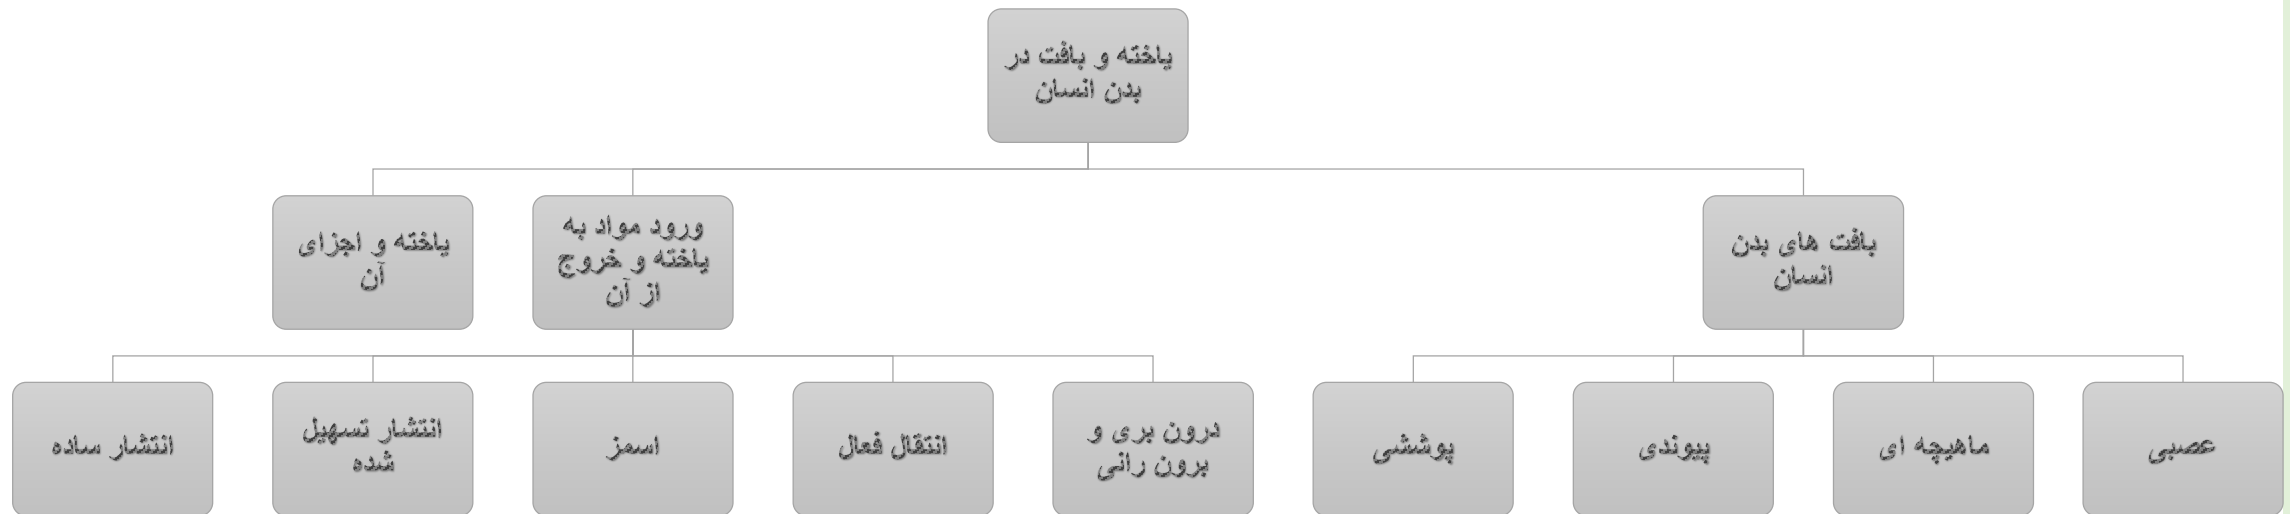 یاخته و بافت در
بدن انسان
یاخته و اجزای
آن
ورود مواد به
یاخته و خروج
از آن
بافت های بدن
انسان
انتشار ساده
انتشار تسهیل
شده
اسمز
انتقال فعال
درون بری و
برون رانی
پوششی
پیوندی
ماهیچه ای
عصبی